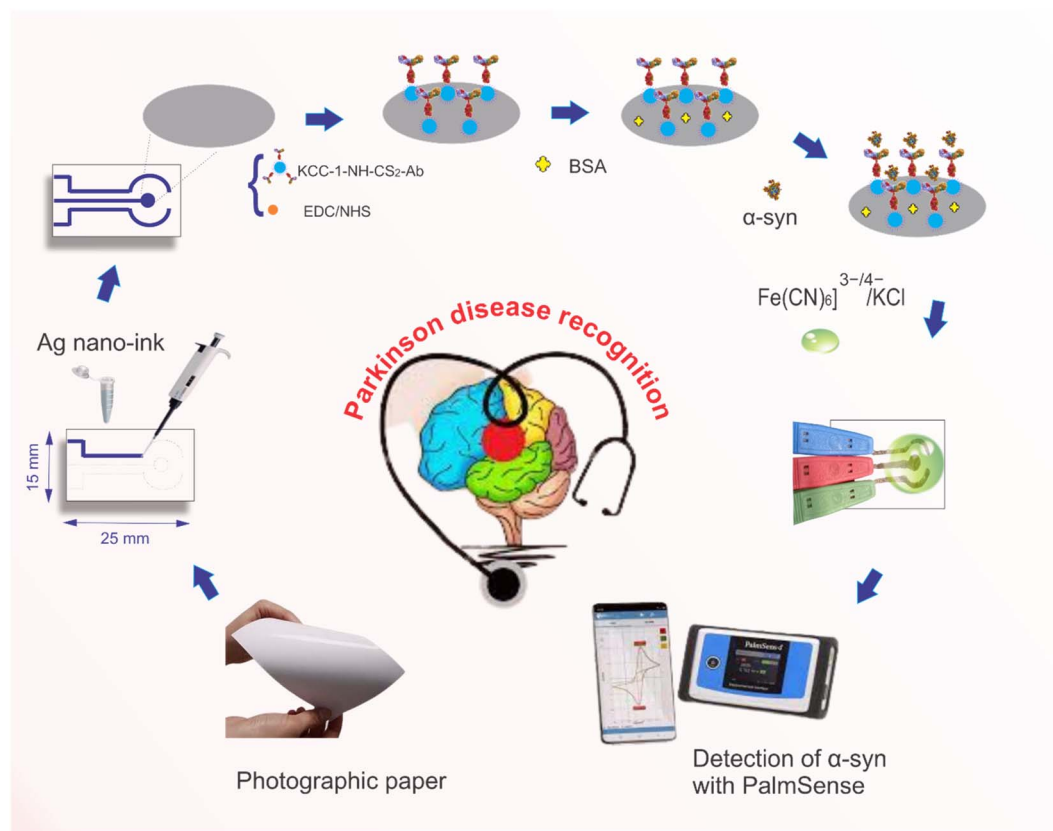 KCC-1-NH-CS₂-Ab
EDC/NHS
BSA
α-syn
Fe(CN)₆]³⁻/⁴⁻/KCl
Ag nano-ink
15 mm
25 mm
Parkinson disease recognition
PalmSens4
Photographic paper
Detection of α-syn
with PalmSense